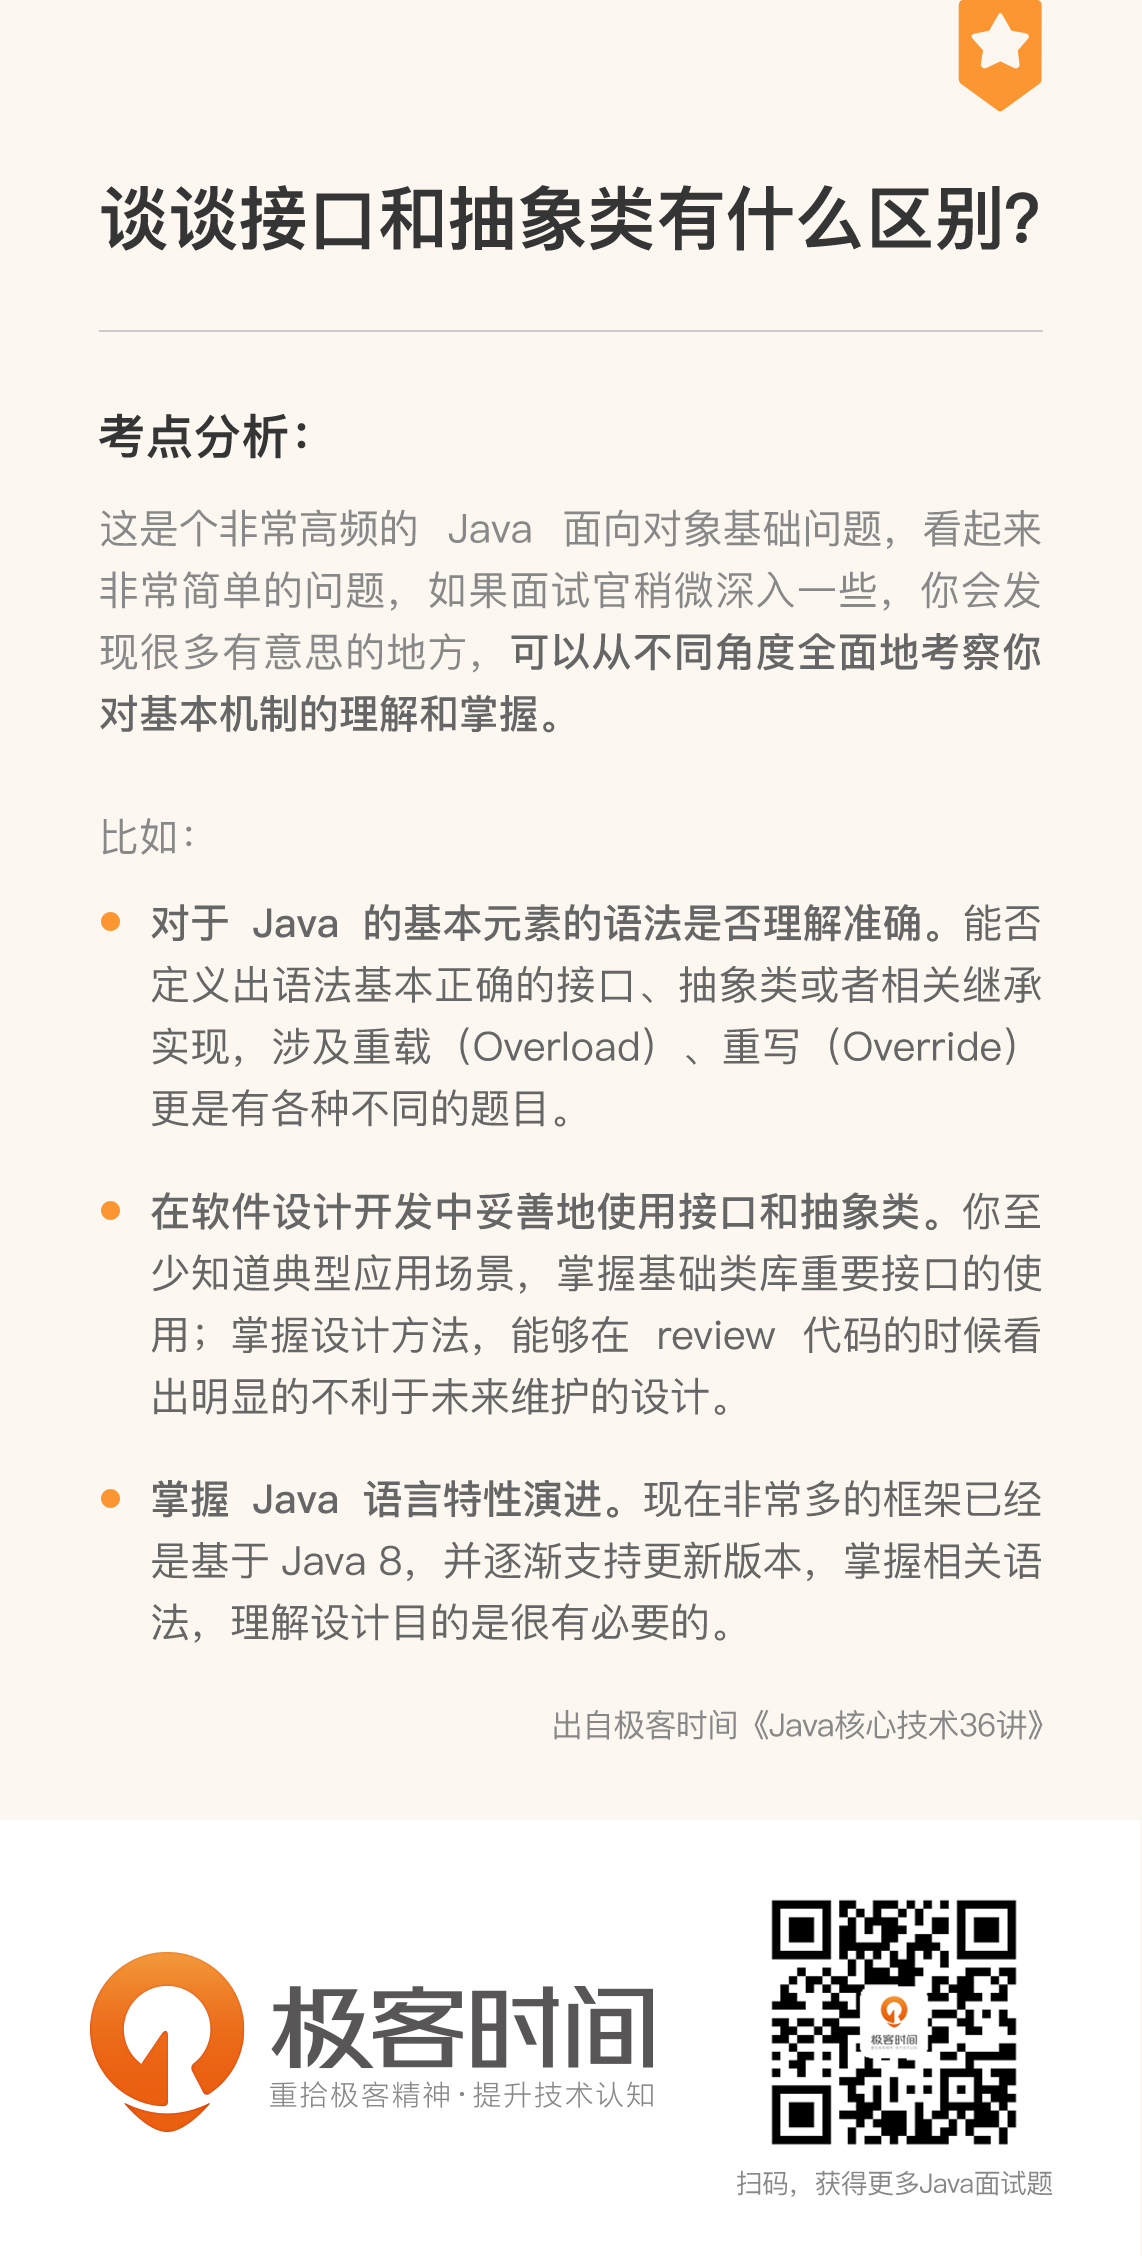 谈谈接口和抽象类有什么区别?
考点分析：
这是个非常高频的 Java 面向对象基础问题，看起来
非常简单的问题，如果面试官稍微深入一些，你会发
现很多有意思的地方，可以从不同角度全面地考察你
对基本机制的理解和掌握。
比如：
对于 Java 的基本元素的语法是否理解准确。能否
定义出语法基本正确的接口、抽象类或者相关继承
实现，涉及重载（Overload）、重写（Override）
更是有各种不同的题目。
在软件设计开发中妥善地使用接口和抽象类。你至
少知道典型应用场景，掌握基础类库重要接口的使
用；掌握设计方法，能够在 review 代码的时候看
出明显的不利于未来维护的设计。
掌握 Java 语言特性演进。现在非常多的框架已经
是基于 Java 8，并逐渐支持更新版本，掌握相关语
法，理解设计目的是很有必要的。
出自极客时间《Java核心技术36讲》
极客时间
重拾极客精神·提升技术认知
极客时间
扫码，获得更多Java面试题